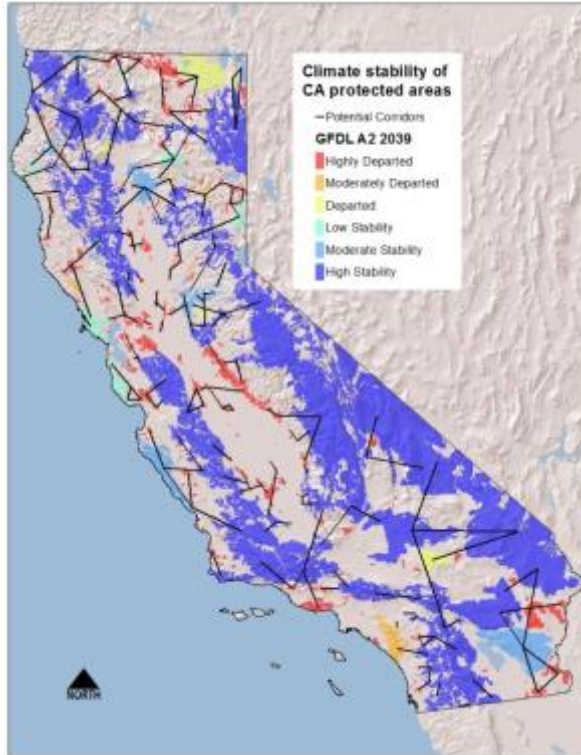 Climate stability of
CA protected areas
Potential Corridors
GFDL A2 2039
Highly Departed
Moderately Departed
Departed
Low Stability
Moderate Stability
High Stability
NORTH